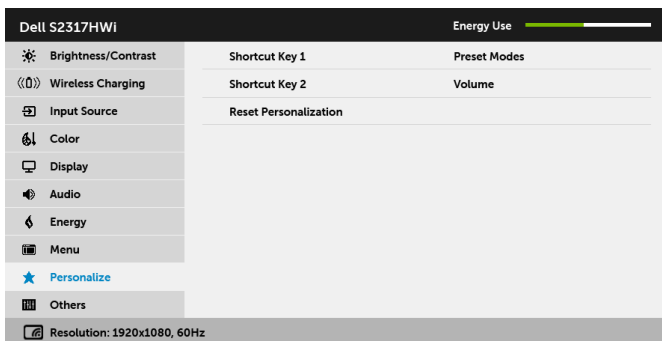 Dell S2317HWi Energy Use
Brightness/Contrast Shortcut Key 1 Preset Modes
Wireless Charging Shortcut Key 2 Volume
Input Source Reset Personalization
Color
Display
Audio
Energy
Menu
Personalize
Others
Resolution: 1920x1080, 60Hz